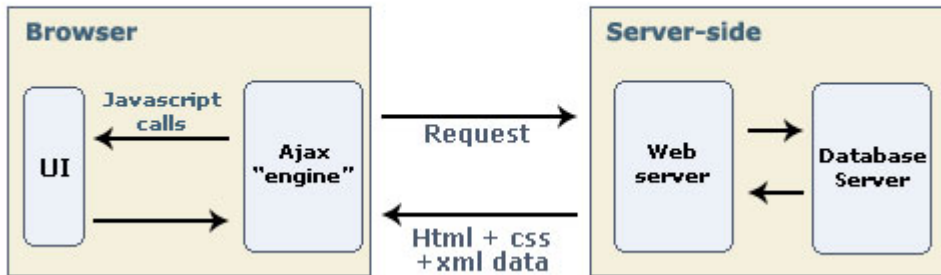 Browser
Server-side
Javascript
calls
UI
Ajax
"engine"
Request
Html + css
+xml data
Web
server
Database
Server